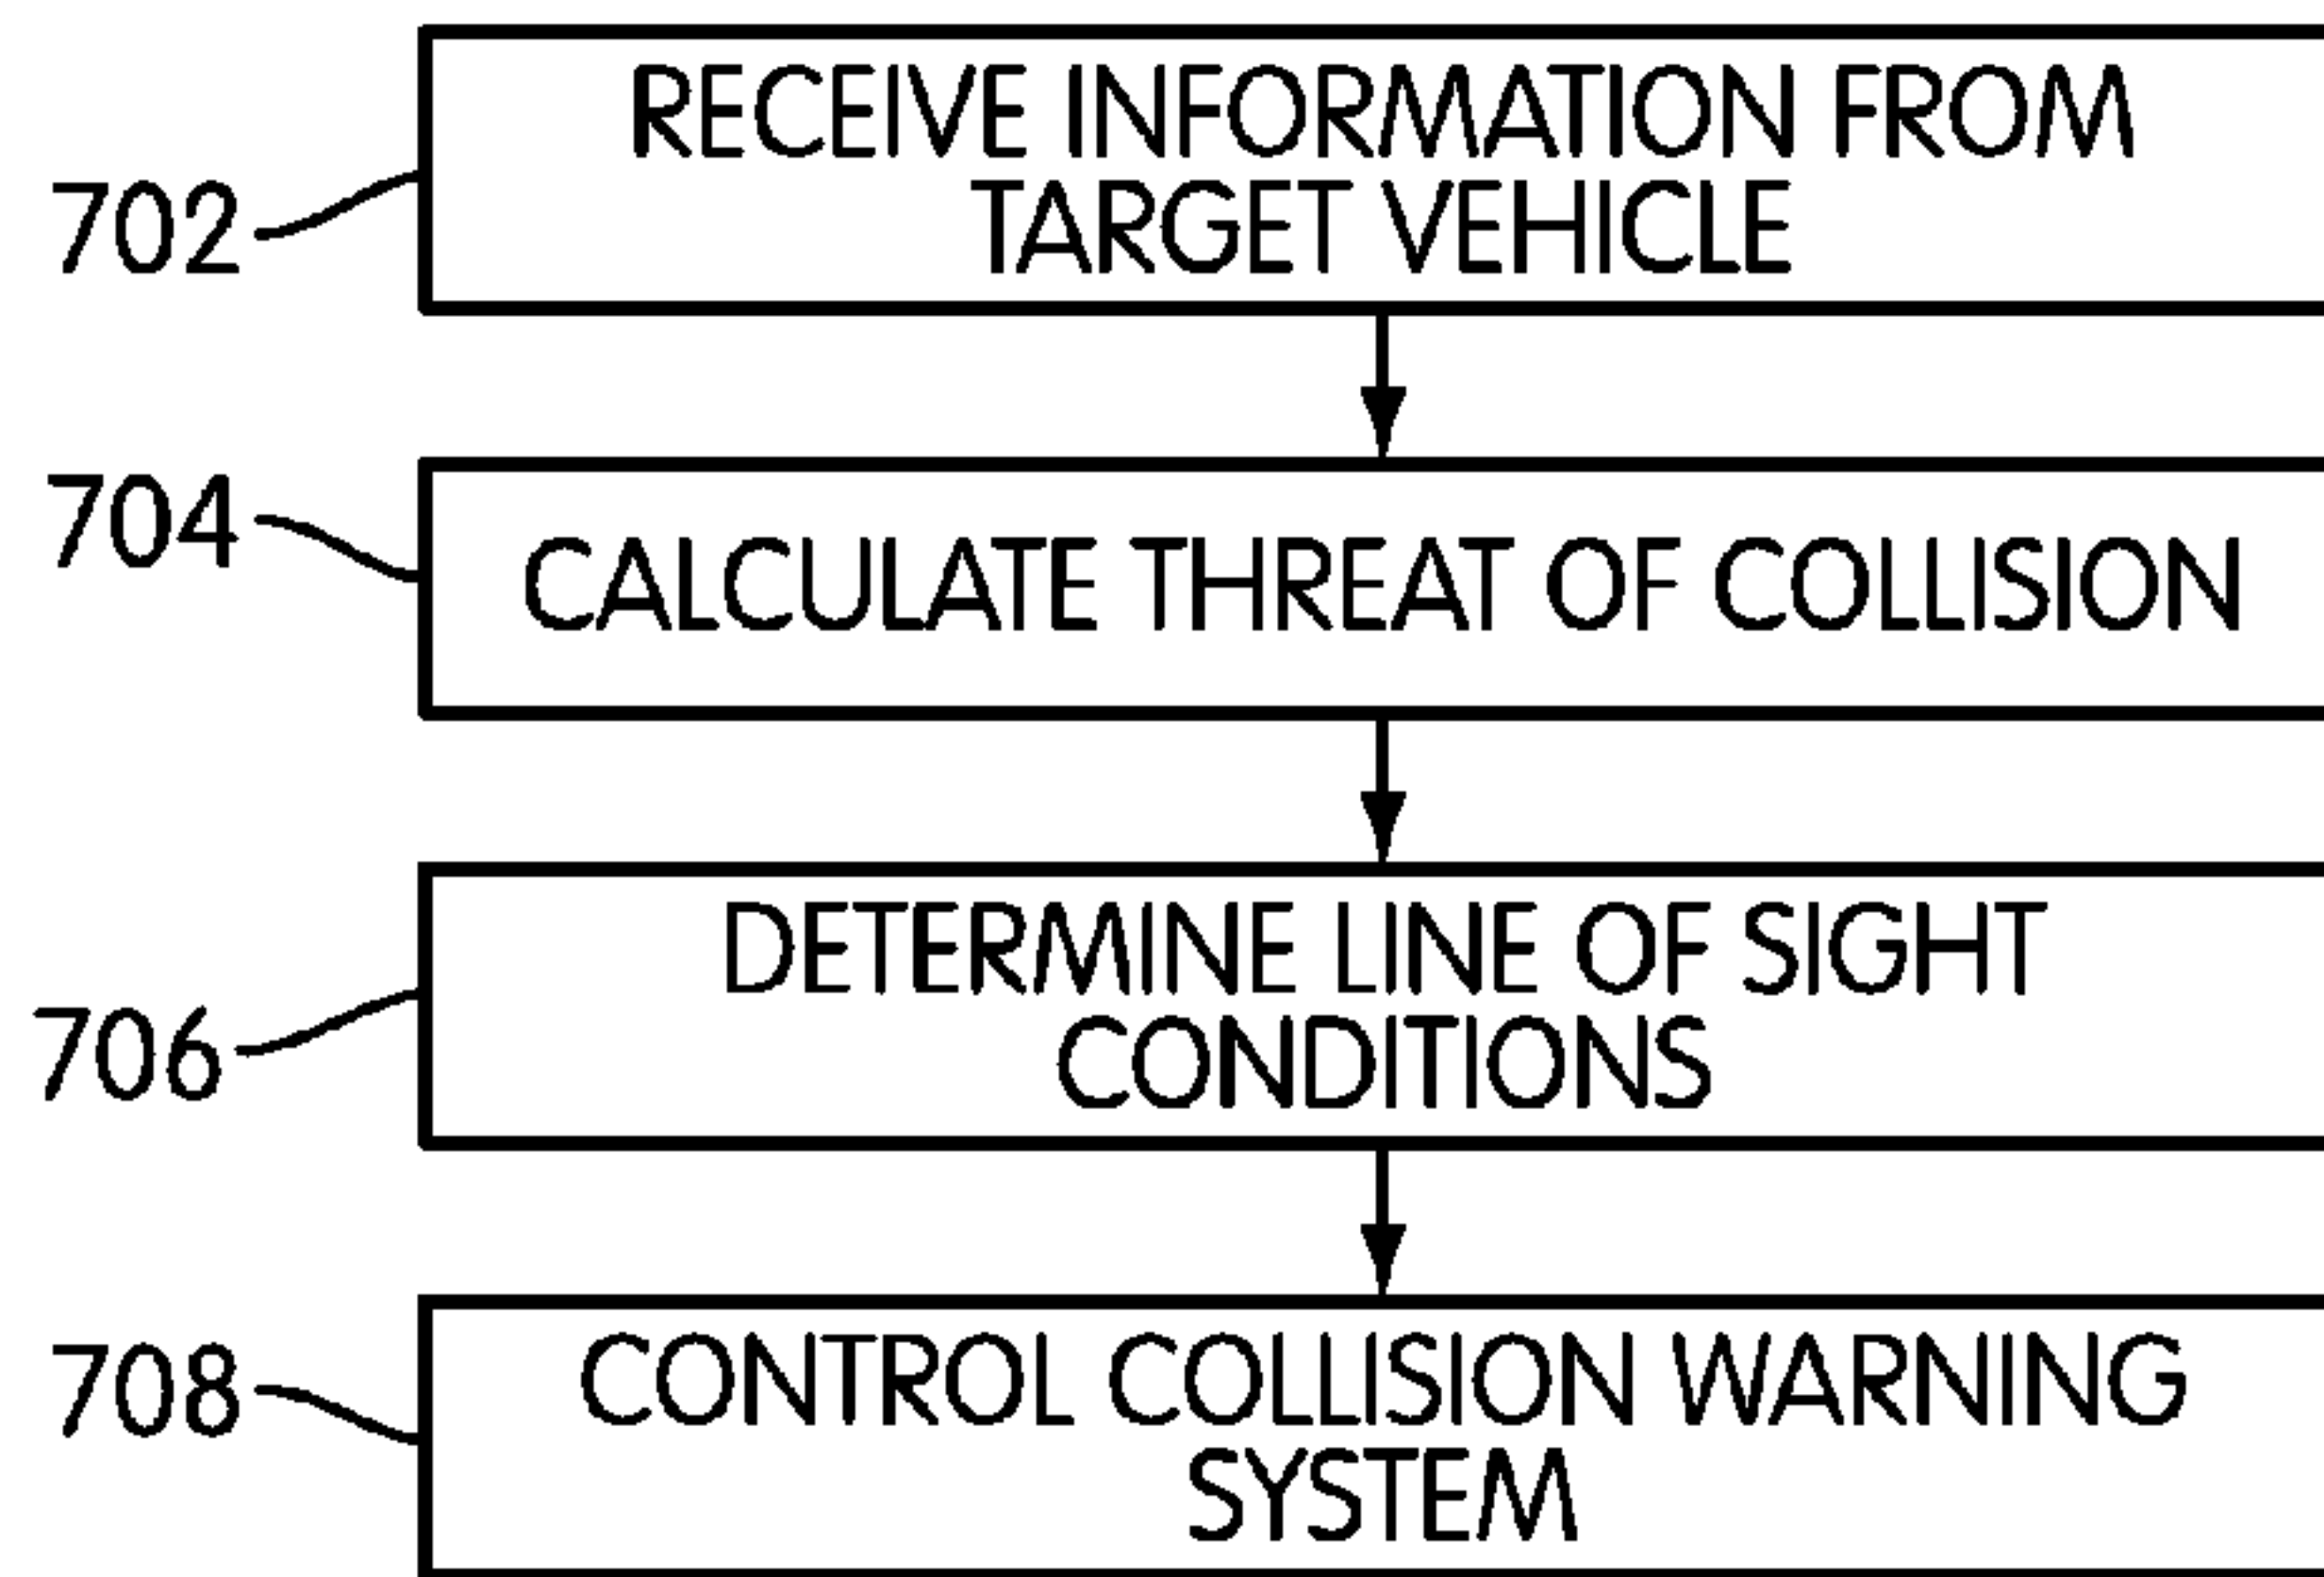 702
RECEIVE INFORMATION FROM
TARGET VEHICLE
704
CALCULATE THREAT OF COLLISION
706
DETERMINE LINE OF SIGHT
CONDITIONS
708
CONTROL COLLISION WARNING
SYSTEM